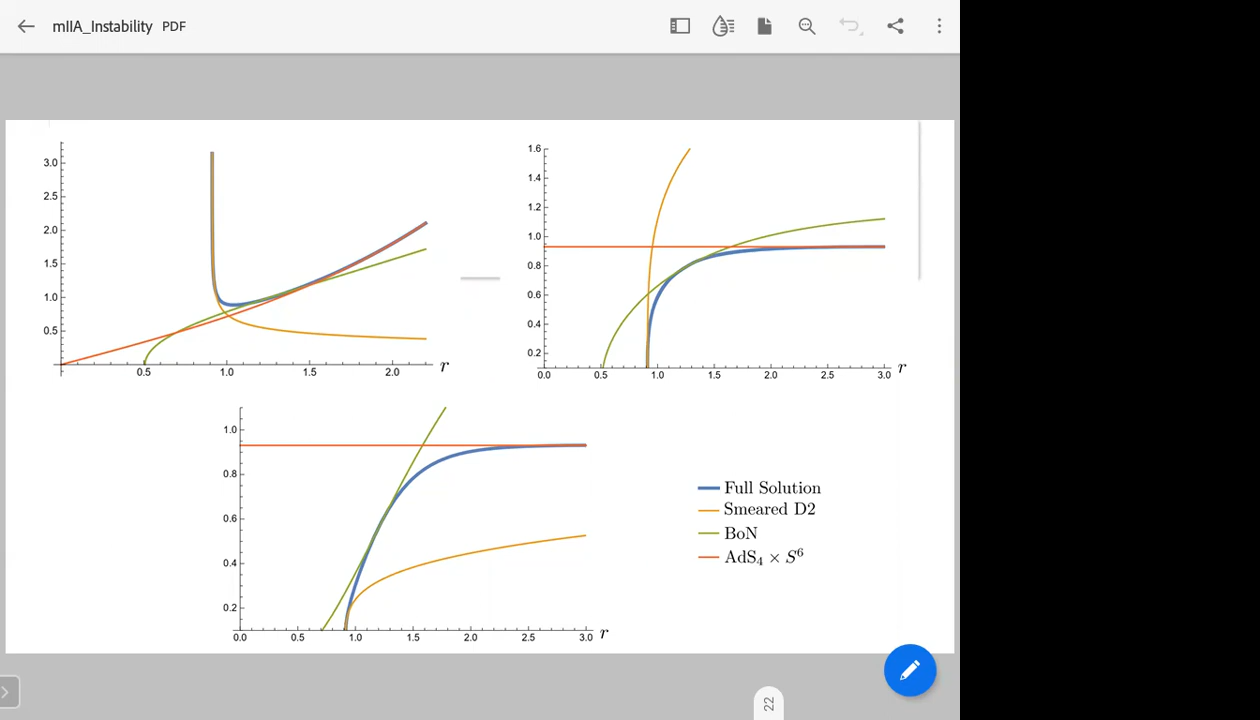 mIIA_Instability PDF
3.0
2.5
2.0
1.5
1.0
0.5
0.5 1.0 1.5 2.0 r
1.6
1.4
1.2
1.0
0.8
0.6
0.4
0.2
0.0 0.5 1.0 1.5 2.0 2.5 3.0 r
1.0
0.8
0.6
0.4
0.2
0.0 0.5 1.0 1.5 2.0 2.5 3.0 r
Full Solution
Smeared D2
BoN
AdS₄ × S⁶
22